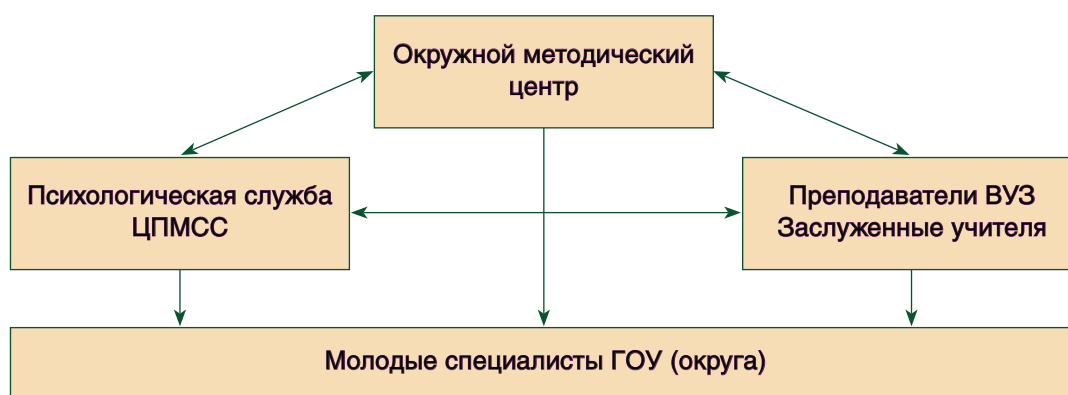 Окружной методический
центр
Психологическая служба
ЦПМСС
Преподаватели ВУЗ
Заслуженные учителя
Молодые специалисты ГОУ (округа)